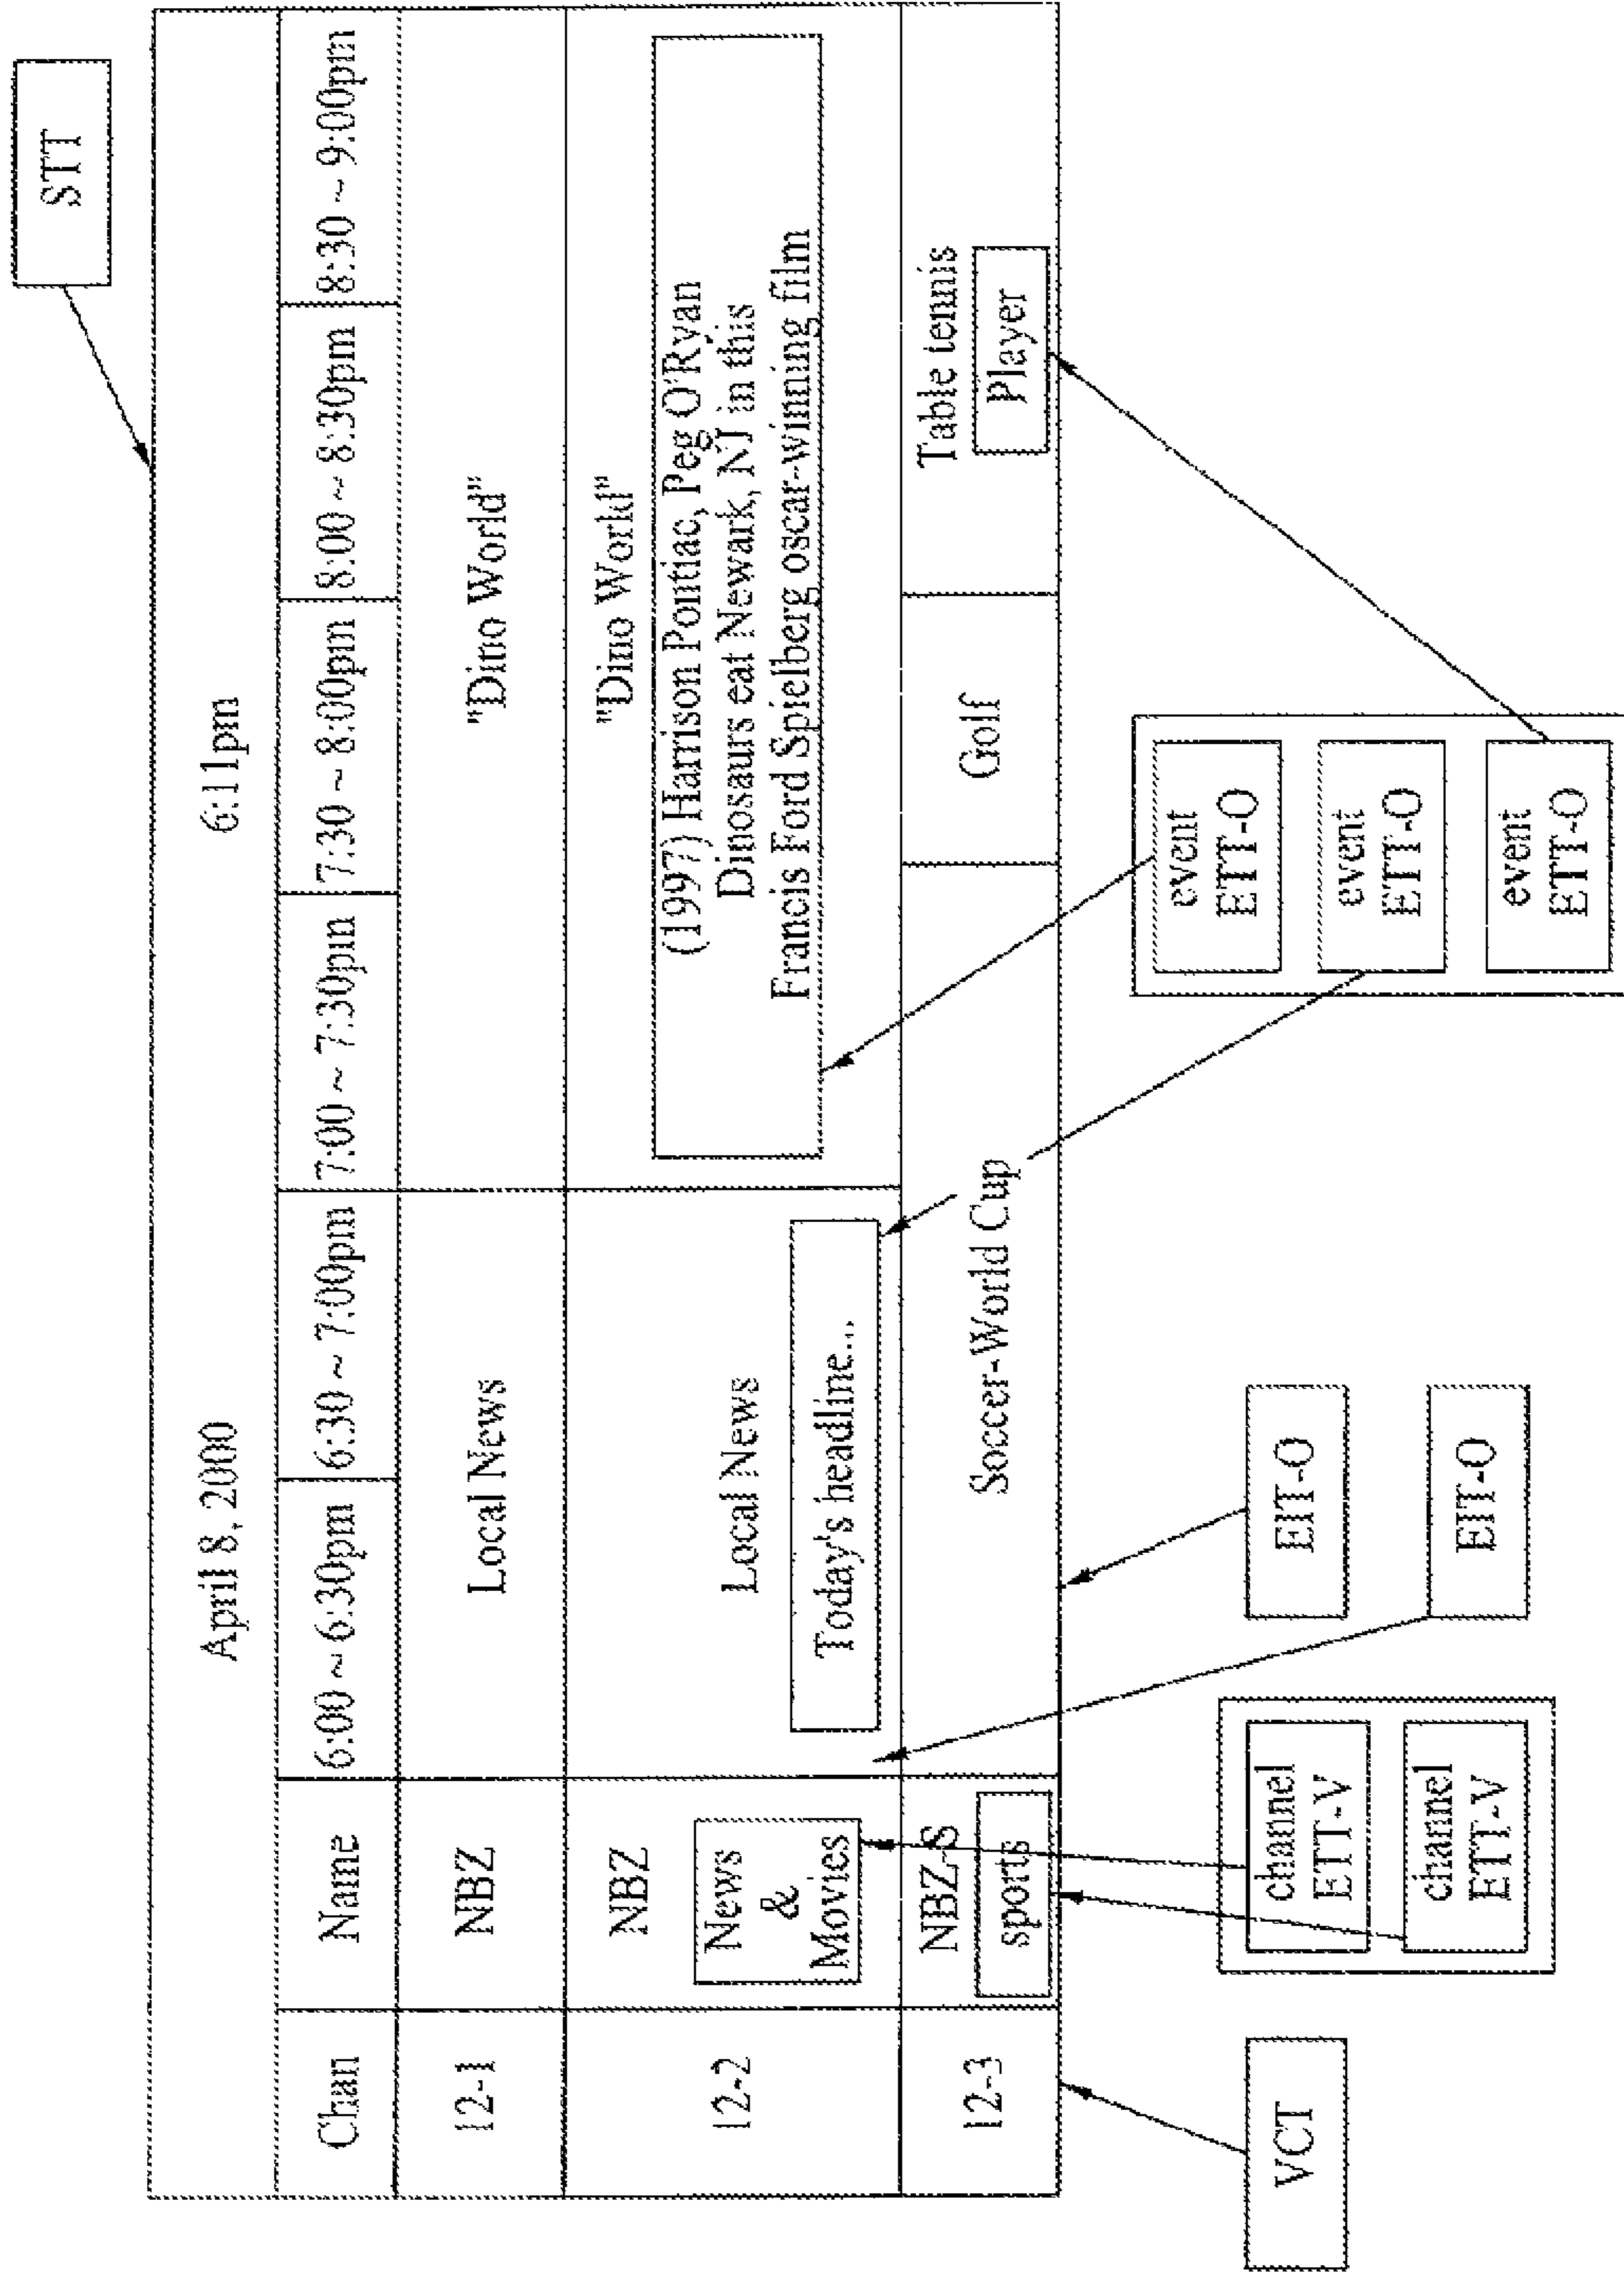 STT
April 8, 2000
6:11pm
Chan
Name
6:00 ~ 6:30pm
6:30 ~ 7:00pm
7:00 ~ 7:30pm
7:30 ~ 8:00pm
8:00 ~ 8:30pm
8:30 ~ 9:00pm
12-1
NBZ
Local News
"Dino World"
12-2
NBZ
News
&
Movies
Local News
Today's headline...
"Dino World"
(1997) Harrison Pontiac, Peg O'Ryan
Dinosaurs eat Newark, NJ in this
Francis Ford Spielberg oscar-winning film
12-3
NBZ-S
sports
Soccer-World Cup
Golf
Table tennis
Player
VCT
channel
ETT-V
channel
ETT-V
EIT-O
EIT-O
event
ETT-O
event
ETT-O
event
ETT-O